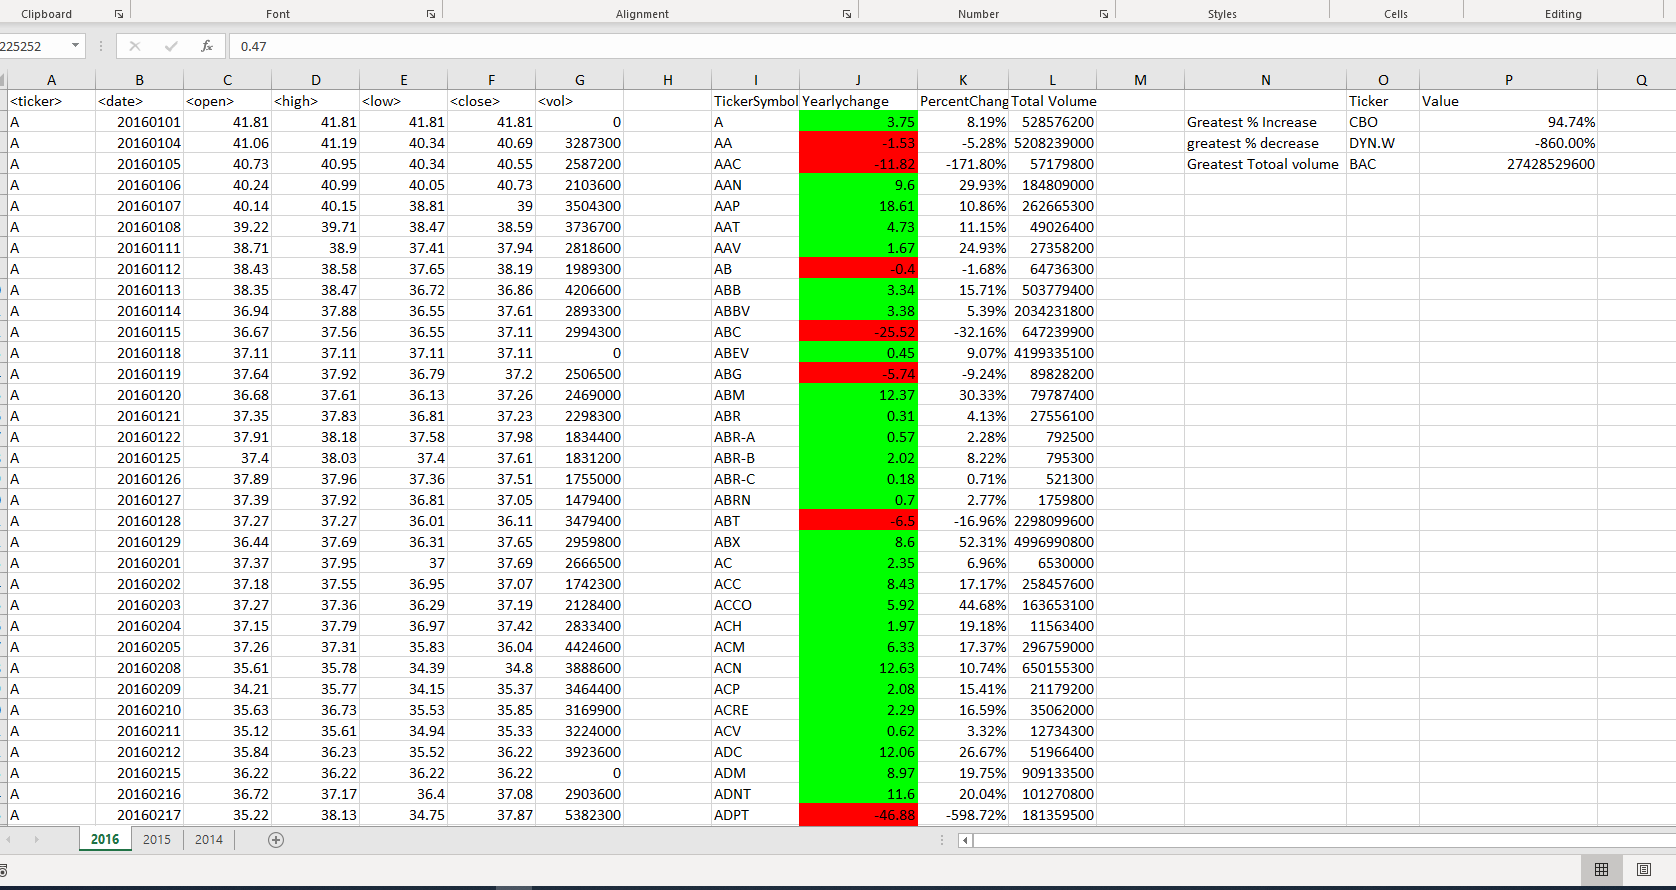 Clipboard Font Alignment Number Styles Cells Editing
225252 fx 0.47
A B C D E F G H I J K L M N O P Q
<ticker> <date> <open> <high> <low> <close> <vol> TickerSymbol Yearlychange PercentChang Total Volume Ticker Value
A 20160101 41.81 41.81 41.81 41.81 0 A 3.75 8.19% 528576200 Greatest % Increase CBO 94.74%
A 20160104 41.06 41.19 40.34 40.69 3287300 AA -1.53 -5.28% 5208239000 greatest % decrease DYN.W -860.00%
A 20160105 40.73 40.95 40.34 40.55 2587200 AAC -11.82 -171.80% 57179800 Greatest Totoal volume BAC 27428529600
A 20160106 40.24 40.99 40.05 40.73 2103600 AAN 9.6 29.93% 184809000
A 20160107 40.14 40.15 38.81 39 3504300 AAP 18.61 10.86% 262665300
A 20160108 39.22 39.71 38.47 38.59 3736700 AAT 4.73 11.15% 49026400
A 20160111 38.71 38.9 37.41 37.94 2818600 AAV 1.67 24.93% 27358200
A 20160112 38.43 38.58 37.65 38.19 1989300 AB -0.4 -1.68% 64736300
A 20160113 38.35 38.47 36.72 36.86 4206600 ABB 3.34 15.71% 503779400
A 20160114 36.94 37.88 36.55 37.61 2893300 ABBV 3.38 5.39% 2034231800
A 20160115 36.67 37.56 36.55 37.11 2994300 ABC -25.52 -32.16% 647239900
A 20160118 37.11 37.11 37.11 37.11 0 ABEV 0.45 9.07% 4199335100
A 20160119 37.64 37.92 36.79 37.2 2506500 ABG -5.74 -9.24% 89828200
A 20160120 36.68 37.61 36.13 37.26 2469000 ABM 12.37 30.33% 79787400
A 20160121 37.35 37.83 36.81 37.23 2298300 ABR 0.31 4.13% 27556100
A 20160122 37.91 38.18 37.58 37.98 1834400 ABR-A 0.57 2.28% 792500
A 20160125 37.4 38.03 37.4 37.61 1831200 ABR-B 2.02 8.22% 795300
A 20160126 37.89 37.96 37.36 37.51 1755000 ABR-C 0.18 0.71% 521300
A 20160127 37.39 37.92 36.81 37.05 1479400 ABRN 0.7 2.77% 1759800
A 20160128 37.27 37.27 36.01 36.11 3479400 ABT -6.5 -16.96% 2298099600
A 20160129 36.44 37.69 36.31 37.65 2959800 ABX 8.6 52.31% 4996990800
A 20160201 37.37 37.95 37 37.69 2666500 AC 2.35 6.96% 6530000
A 20160202 37.18 37.55 36.95 37.07 1742300 ACC 8.43 17.17% 258457600
A 20160203 37.27 37.36 36.29 37.19 2128400 ACCO 5.92 44.68% 163653100
A 20160204 37.15 37.79 36.97 37.42 2833400 ACH 1.97 19.18% 11563400
A 20160205 37.26 37.31 35.83 36.04 4424600 ACM 6.33 17.37% 296759000
A 20160208 35.61 35.78 34.39 34.8 3888600 ACN 12.63 10.74% 650155300
A 20160209 34.21 35.77 34.15 35.37 3464400 ACP 2.08 15.41% 21179200
A 20160210 35.63 36.73 35.53 35.85 3169900 ACRE 2.29 16.59% 35062000
A 20160211 35.12 35.61 34.94 35.33 3224000 ACV 0.62 3.32% 12734300
A 20160212 35.84 36.23 35.52 36.22 3923600 ADC 12.06 26.67% 51966400
A 20160215 36.22 36.22 36.22 36.22 0 ADM 8.97 19.75% 909133500
A 20160216 36.72 37.17 36.4 37.08 2903600 ADNT 11.6 20.04% 101270800
A 20160217 35.22 38.13 34.75 37.87 5382300 ADPT -46.88 -598.72% 181359500
2016 2015 2014